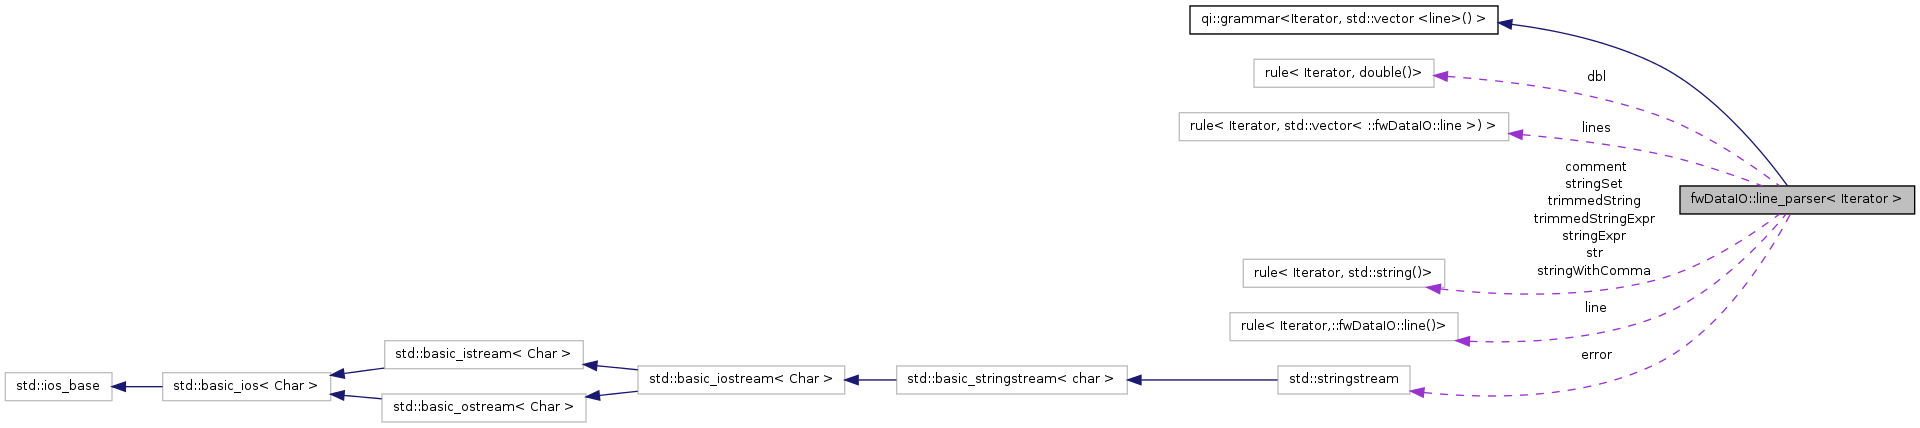 qi::grammar<Iterator, std::vector <line>() >
rule< Iterator, double()>
dbl
rule< Iterator, std::vector< ::fwDataIO::line >) >
lines
comment
stringSet
trimmedString
trimmedStringExpr
stringExpr
str
stringWithComma
fwDataIO::line_parser< Iterator >
rule< Iterator, std::string()>
rule< Iterator,::fwDataIO::line()>
line
error
std::ios_base
std::basic_ios< Char >
std::basic_istream< Char >
std::basic_ostream< Char >
std::basic_iostream< Char >
std::basic_stringstream< char >
std::stringstream